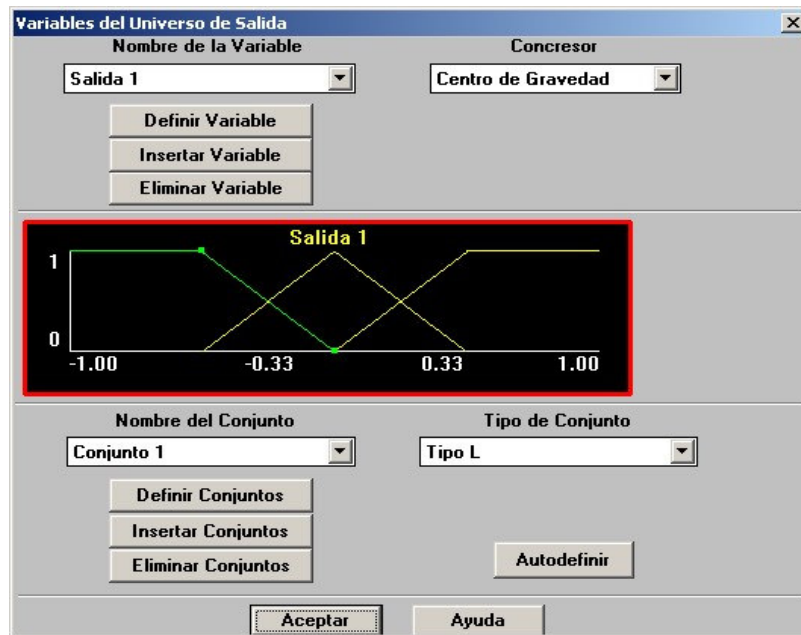 Variables del Universo de Salida
Nombre de la Variable
Concresor
Salida 1
Centro de Gravedad
Definir Variable
Insertar Variable
Eliminar Variable
Salida 1
1
0
-1.00 -0.33 0.33 1.00
Nombre del Conjunto
Tipo de Conjunto
Conjunto 1
Tipo L
Definir Conjuntos
Insertar Conjuntos
Eliminar Conjuntos
Autodefinir
Aceptar
Ayuda